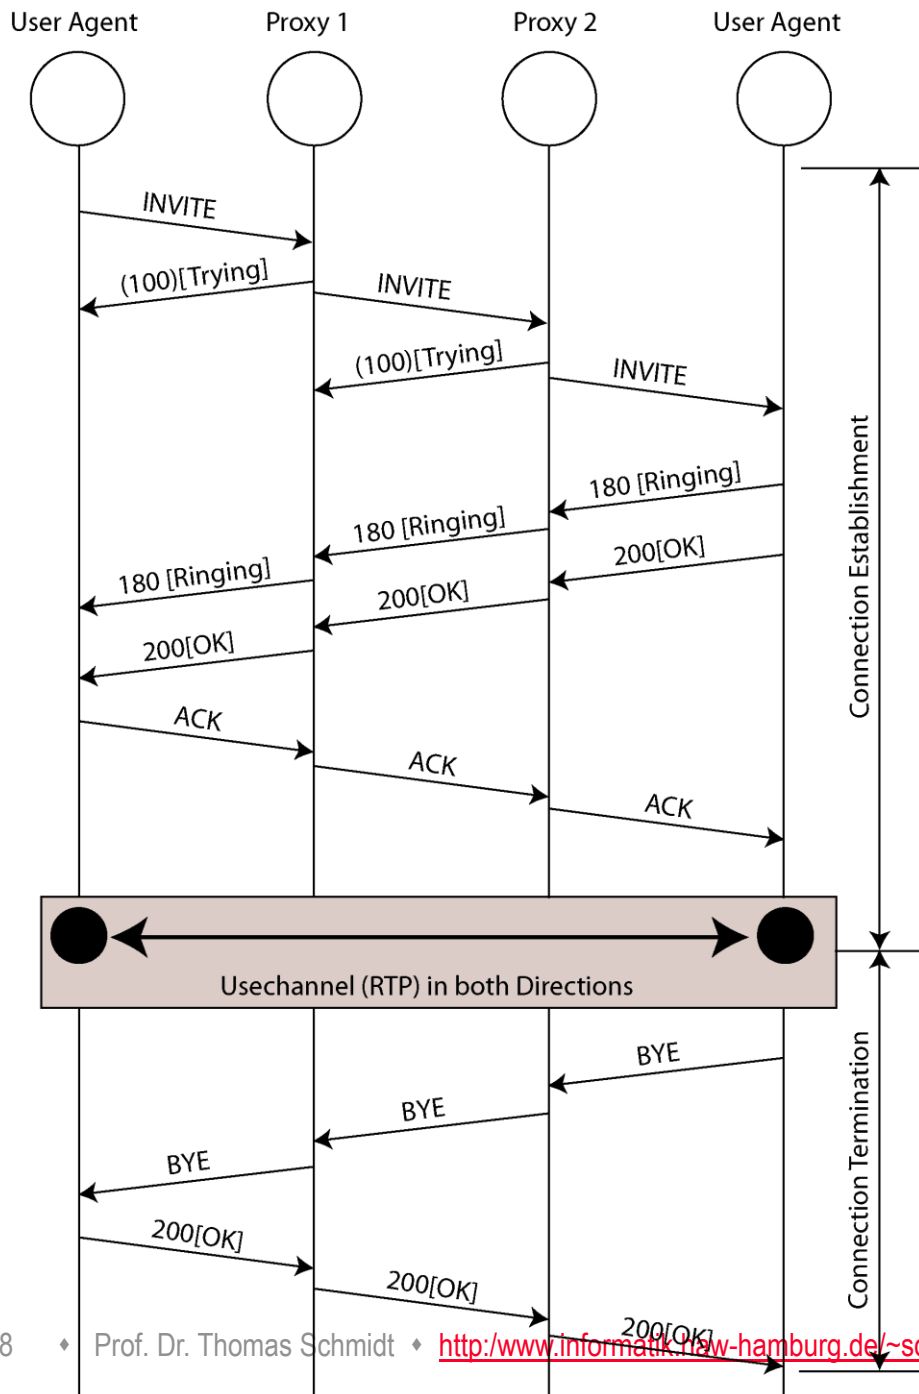 User Agent
Proxy 1
Proxy 2
User Agent
INVITE
(100)[Trying]
INVITE
(100)[Trying]
INVITE
180 [Ringing]
180 [Ringing]
200[OK]
180 [Ringing]
200[OK]
200[OK]
ACK
ACK
ACK
Connection Establishment
Usechannel (RTP) in both Directions
BYE
BYE
BYE
200[OK]
200[OK]
200[OK]
Connection Termination
8 ♦ Prof. Dr. Thomas Schmidt ♦ http:/www.informatik.haw-hamburg.de/~sc